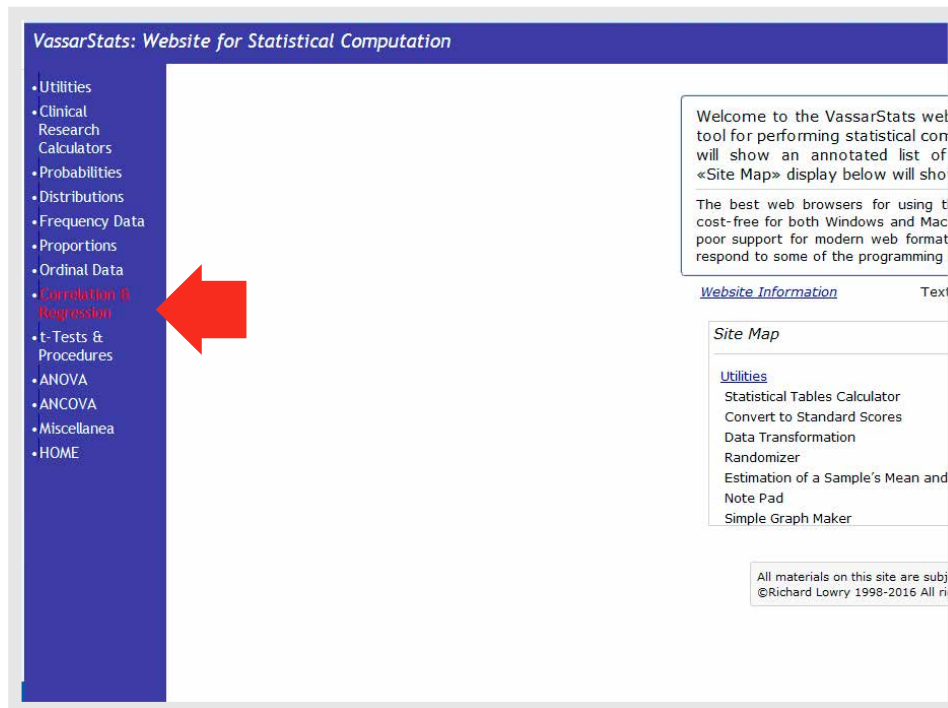 VassarStats: Website for Statistical Computation
•Utilities
•Clinical
Research
Calculators
•Probabilities
•Distributions
•Frequency Data
•Proportions
•Ordinal Data
•Correlation &
Regression
•t-Tests &
Procedures
•ANOVA
•ANCOVA
•Miscellanea
•HOME
Welcome to the VassarStats web
tool for performing statistical com
will show an annotated list of
«Site Map» display below will sho
The best web browsers for using t
cost-free for both Windows and Mac
poor support for modern web format
respond to some of the programming
Website Information Text
Site Map
Utilities
Statistical Tables Calculator
Convert to Standard Scores
Data Transformation
Randomizer
Estimation of a Sample's Mean and
Note Pad
Simple Graph Maker
All materials on this site are subj
©Richard Lowry 1998-2016 All ri